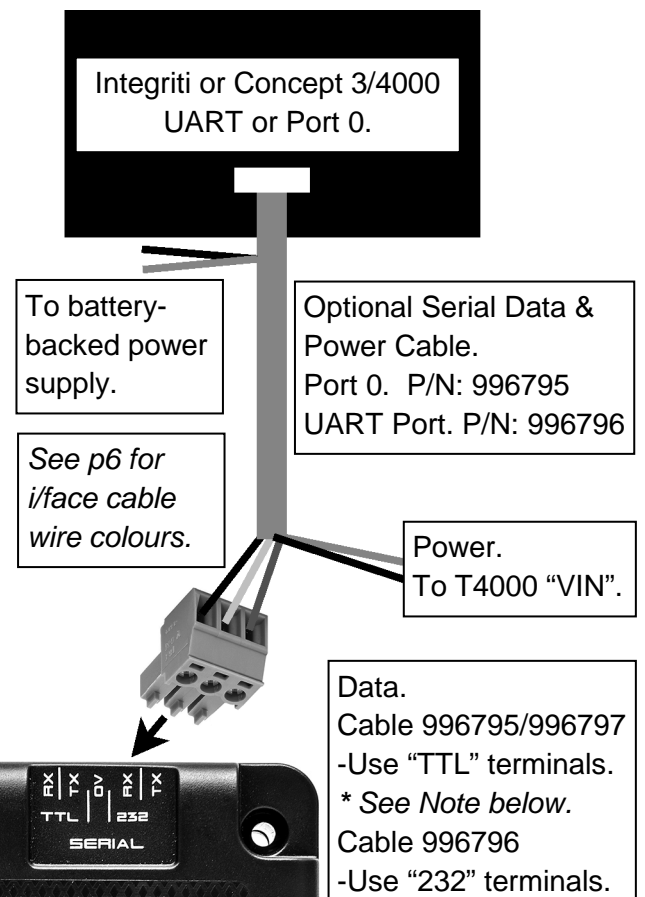 Integriti or Concept 3/4000
UART or Port 0.
To battery-
backed power
supply.
Optional Serial Data &
Power Cable.
Port 0. P/N: 996795
UART Port. P/N: 996796
See p6 for
i/face cable
wire colours.
Power.
To T4000 “VIN”.
Data.
Cable 996795/996797
-Use “TTL” terminals.
* See Note below.
Cable 996796
-Use “232” terminals.
RX TX 0V RX TX
TTL 232
SERIAL